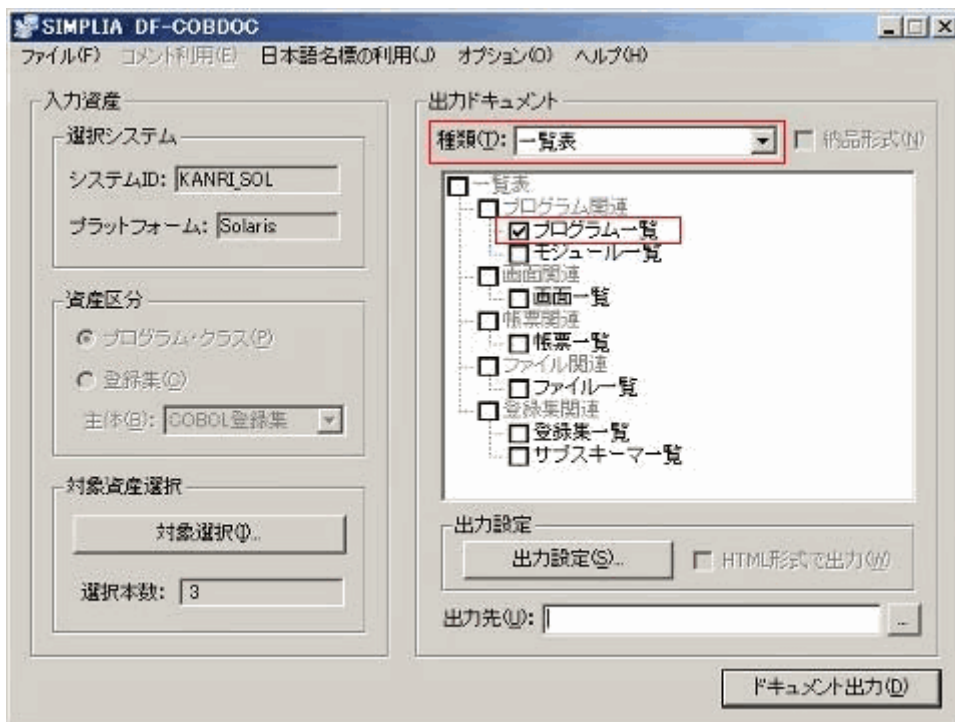 SIMPLIA DF-COBDOC
ファイル(F) コメント利用(E) 日本語名標の利用(J) オプション(O) ヘルプ(H)
入力資産
選択システム
システムID: KANRI_SOL
プラットフォーム: Solaris
資産区分
プログラム・クラス(P)
登録集(C)
主体(B): COBOL登録集
対象資産選択
対象選択(I)...
選択本数: 3
出力ドキュメント
種類(T): 一覧表 納品形式(N)
一覧表
プログラム関連
プログラム一覧
モジュール一覧
画面関連
画面一覧
帳票関連
帳票一覧
ファイル関連
ファイル一覧
登録集関連
登録集一覧
サブスキーマ一覧
出力設定
出力設定(S)... HTML形式で出力(W)
出力先(U): ...
ドキュメント出力(D)